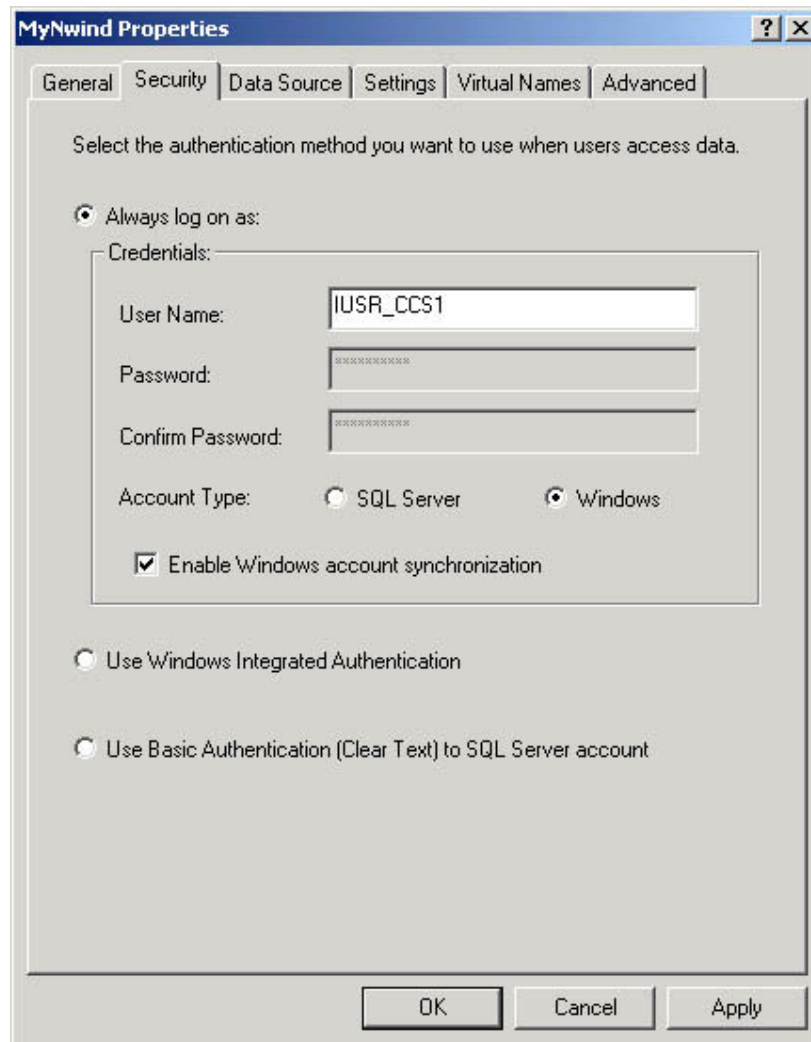 MyNwind Properties
General Security Data Source Settings Virtual Names Advanced
Select the authentication method you want to use when users access data.
Always log on as:
Credentials:
User Name: IUSR_CCS1
Password: **********
Confirm Password: **********
Account Type: SQL Server Windows
Enable Windows account synchronization
Use Windows Integrated Authentication
Use Basic Authentication (Clear Text) to SQL Server account
OK Cancel Apply